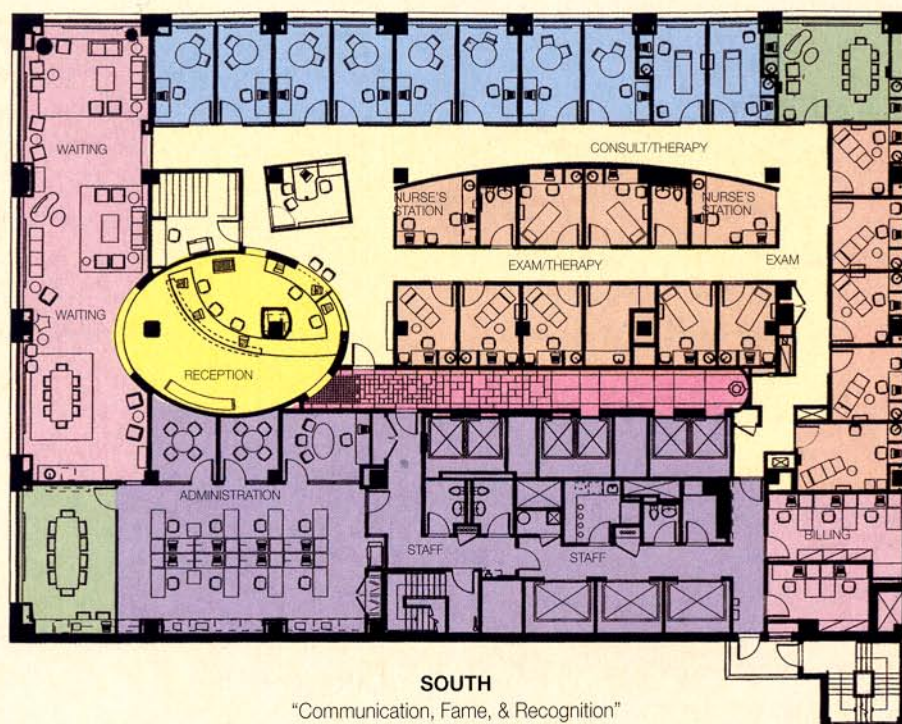 WAITING
CONSULT/THERAPY
NURSE'S
STATION
NURSE'S
STATION
EXAM/THERAPY
EXAM
WAITING
RECEPTION
ADMINISTRATION
STAFF
STAFF
BILLING
SOUTH
"Communication, Fame, & Recognition"